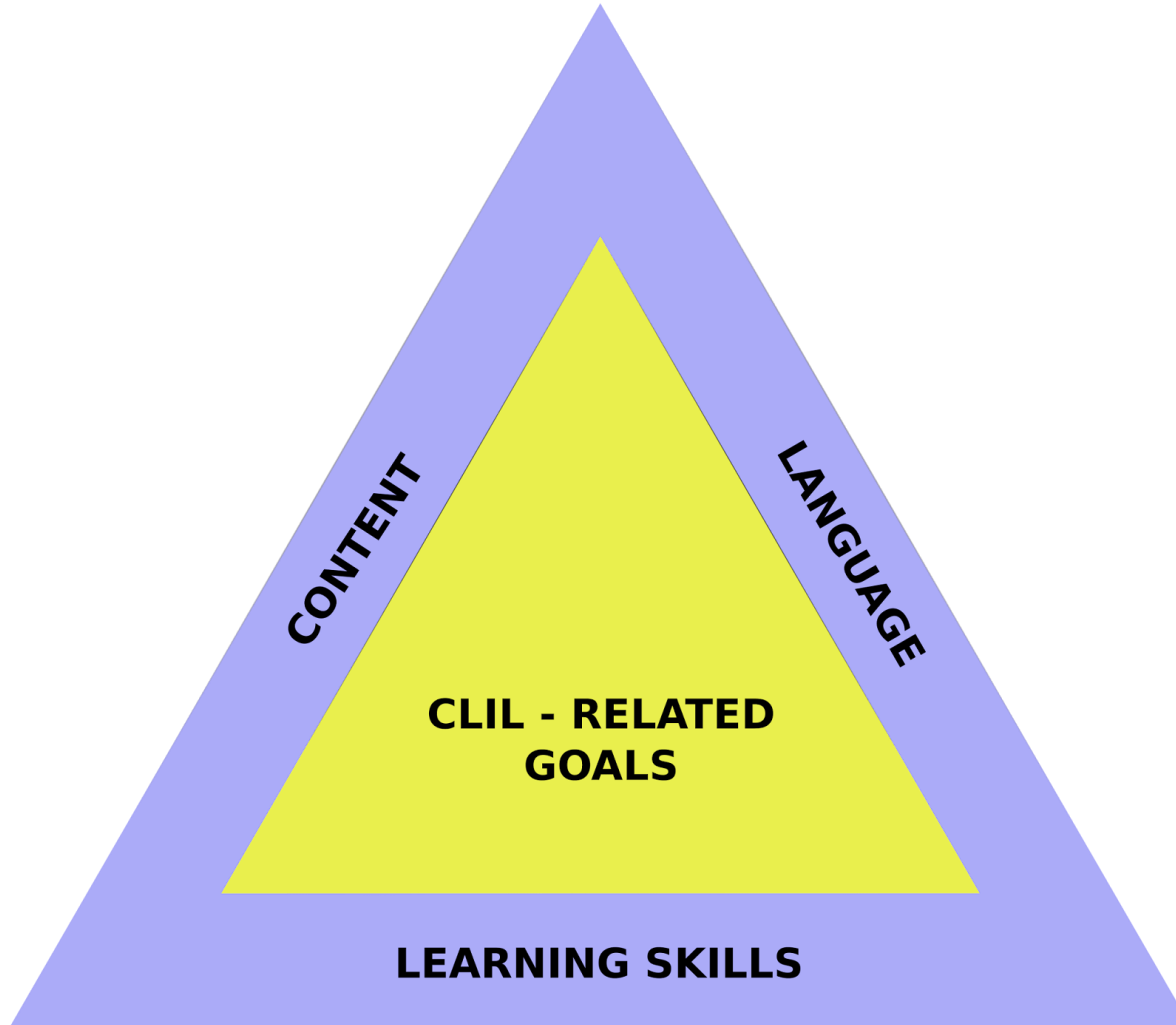 CONTENT
LANGUAGE
CLIL - RELATED
GOALS
LEARNING SKILLS